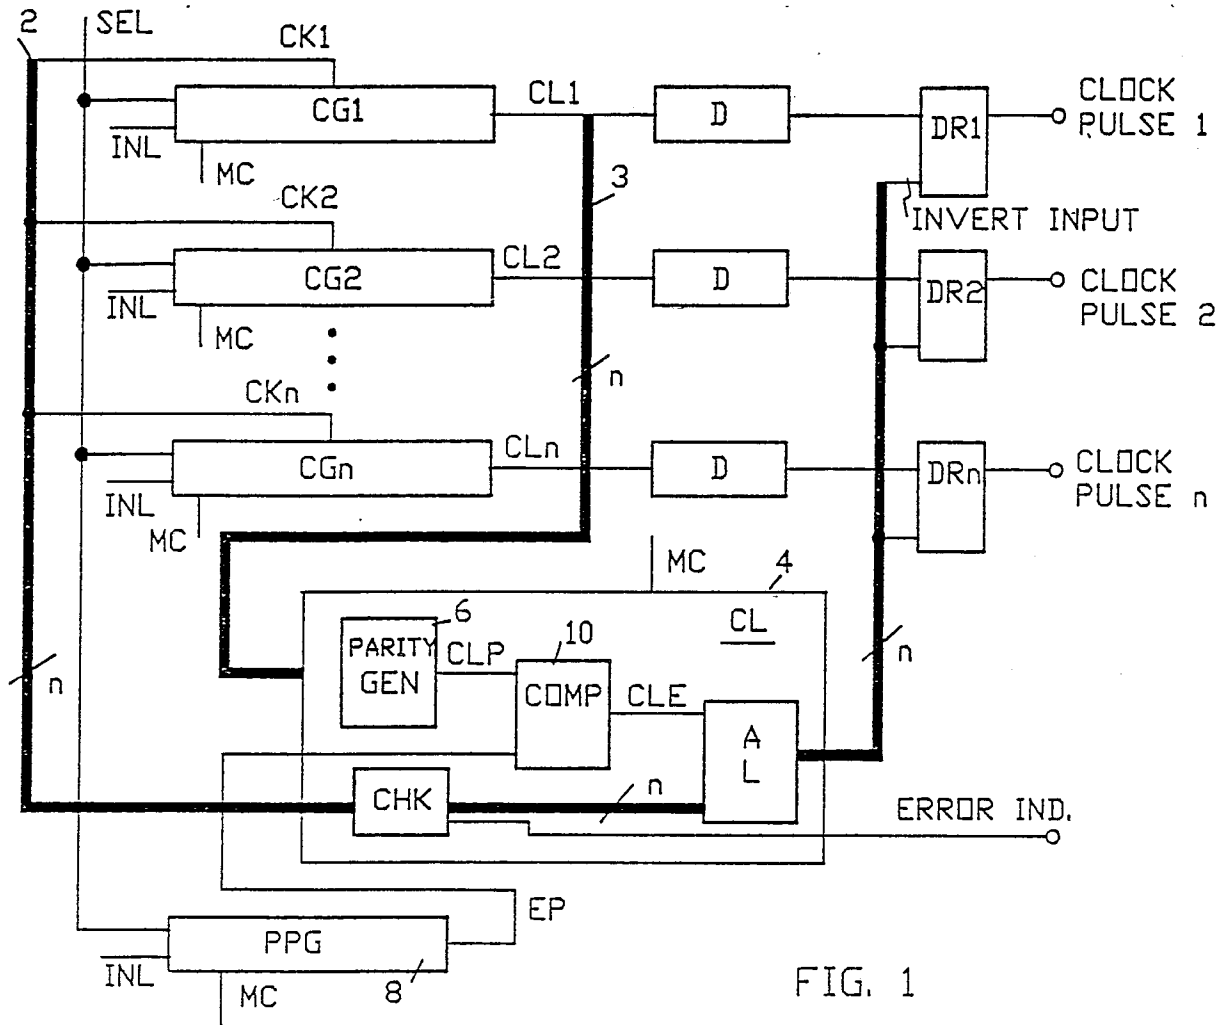 2
SEL
CK1
CG1
CL1
D
DR1
CLOCK
PULSE 1
INL
MC
3
INVERT INPUT
CK2
CG2
CL2
D
DR2
CLOCK
PULSE 2
INL
MC
n
CKn
CGn
CLn
D
DRn
CLOCK
PULSE n
INL
MC
MC
4
CL
6
PARITY
GEN
CLP
10
COMP
CLE
A
L
n
n
CHK
n
ERROR IND.
EP
PPG
8
INL
MC
FIG. 1